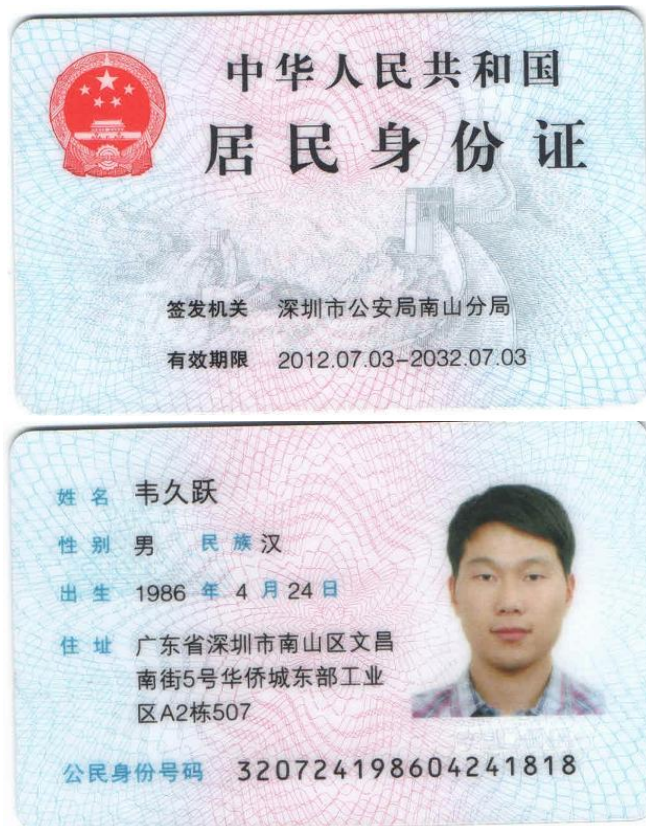 中华人民共和国
居民身份证
签发机关 深圳市公安局南山分局
有效期限 2012.07.03-2032.07.03
姓名 韦久跃
性别 男 民族 汉
出生 1986 年 4 月 24 日
住址 广东省深圳市南山区文昌
南街5号华侨城东部工业
区A2栋507
公民身份号码 320724198604241818